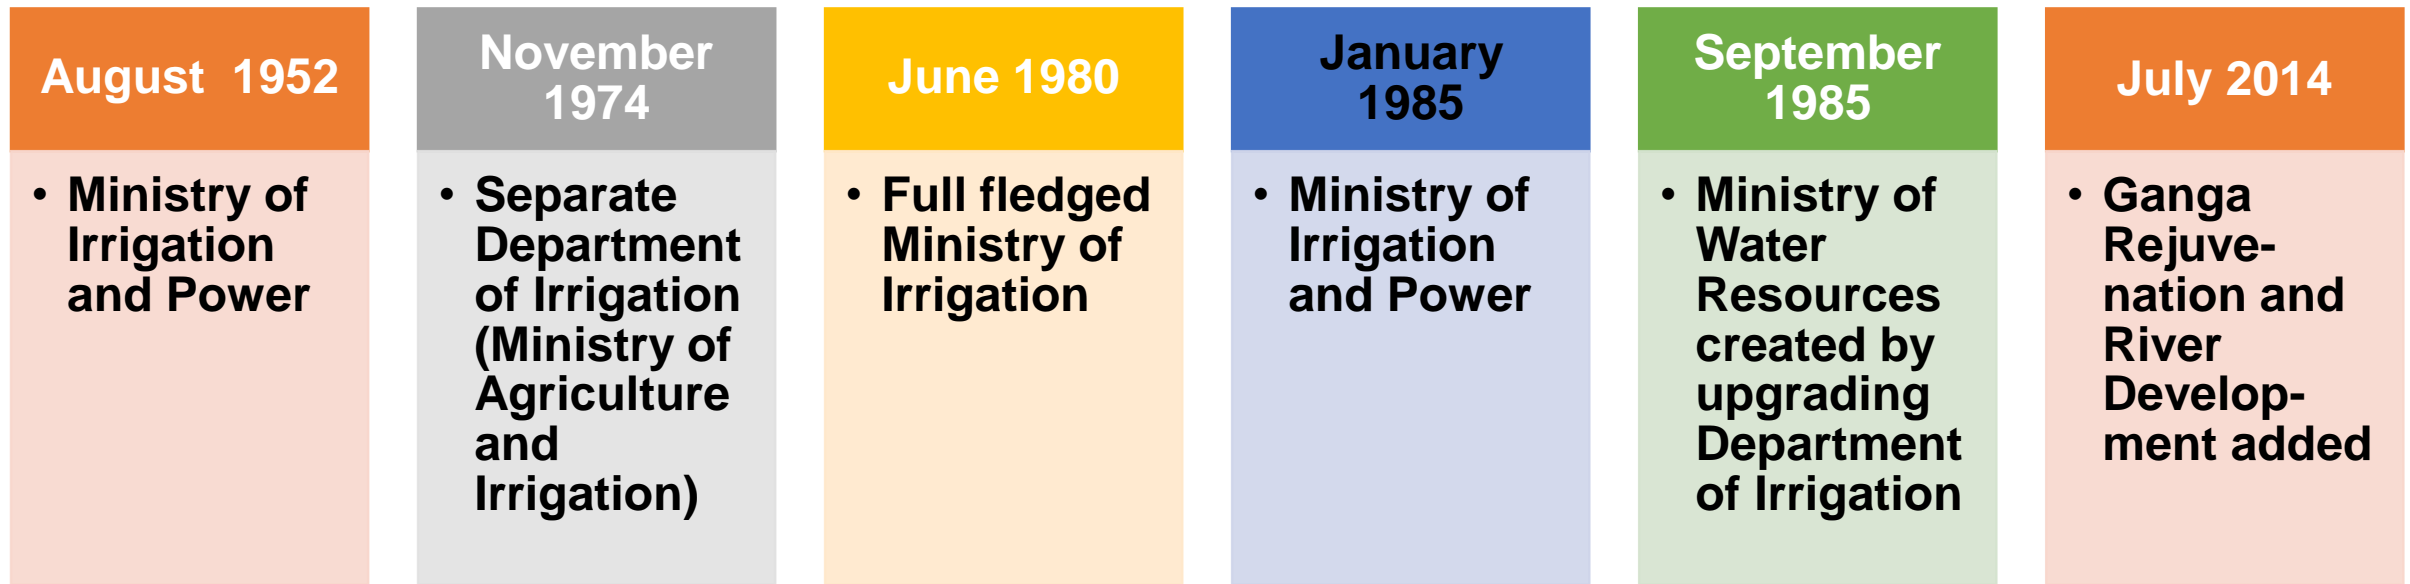 August  1952
• Ministry of
Irrigation
and Power
November
1974
• Separate
Department
of Irrigation
(Ministry of
Agriculture
and
Irrigation)
June 1980
• Full fledged
Ministry of
Irrigation
January
1985
• Ministry of
Irrigation
and Power
September
1985
• Ministry of
Water
Resources
created by
upgrading
Department
of Irrigation
July 2014
• Ganga
Rejuve-
nation and
River
Develop-
ment added